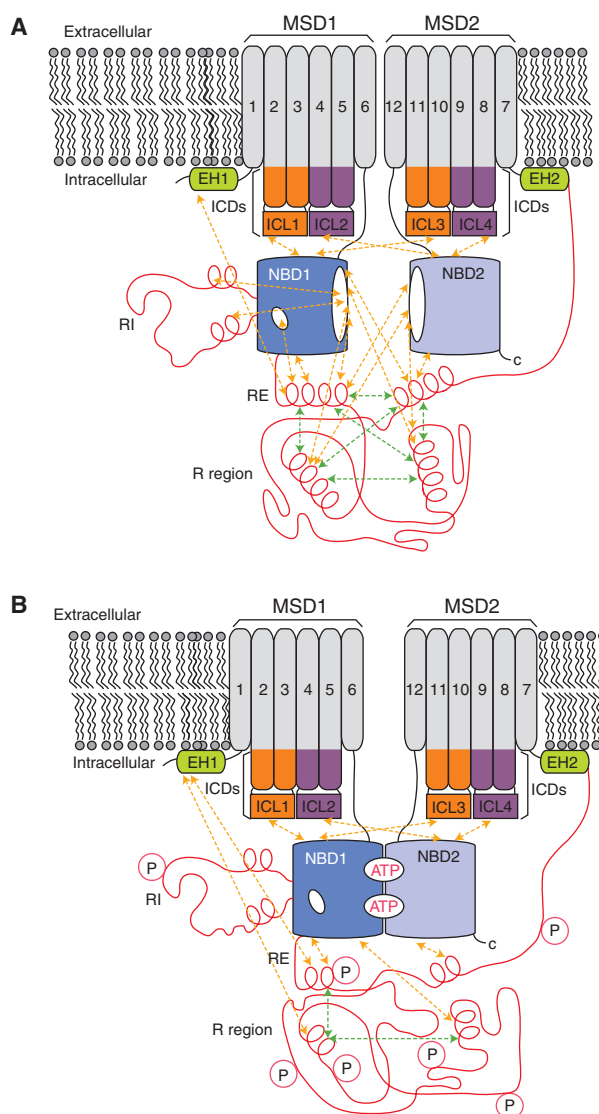 A
MSD1 MSD2
Extracellular
1 2 3 4 5 6 12 11 10 9 8 7
Intracellular EH1 EH2
ICDs ICDs
ICL1 ICL2 ICL3 ICL4
NBD1 NBD2
RI
C
RE
R region
B
MSD1 MSD2
Extracellular
1 2 3 4 5 6 12 11 10 9 8 7
Intracellular EH1 EH2
ICDs ICDs
ICL1 ICL2 ICL3 ICL4
P NBD1 NBD2
ATP
RI
ATP
P
C
RE P
R region
P
P P
P